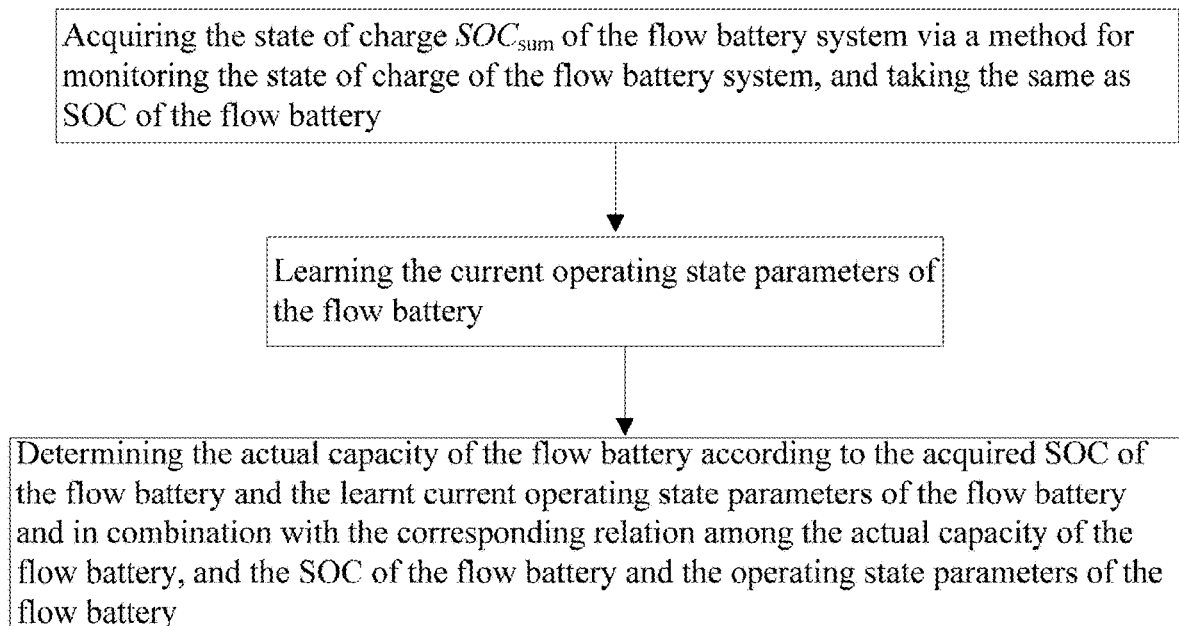 Acquiring the state of charge SOCsum of the flow battery system via a method for
monitoring the state of charge of the flow battery system, and taking the same as
SOC of the flow battery
Learning the current operating state parameters of
the flow battery
Determining the actual capacity of the flow battery according to the acquired SOC of
the flow battery and the learnt current operating state parameters of the flow battery
and in combination with the corresponding relation among the actual capacity of the
flow battery, and the SOC of the flow battery and the operating state parameters of the
flow battery